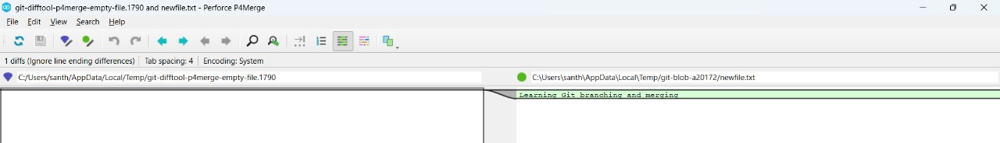 git-difftool-p4merge-empty-file.1790 and newfile.txt - Perforce P4Merge
File Edit View Search Help
1 diffs (Ignore line ending differences) Tab spacing: 4 Encoding: System
C:/Users/santh/AppData/Local/Temp/git-difftool-p4merge-empty-file.1790 C:\Users\santh\AppData\Local\Temp/git-blob-a20172/newfile.txt
Learning Git branching and merging